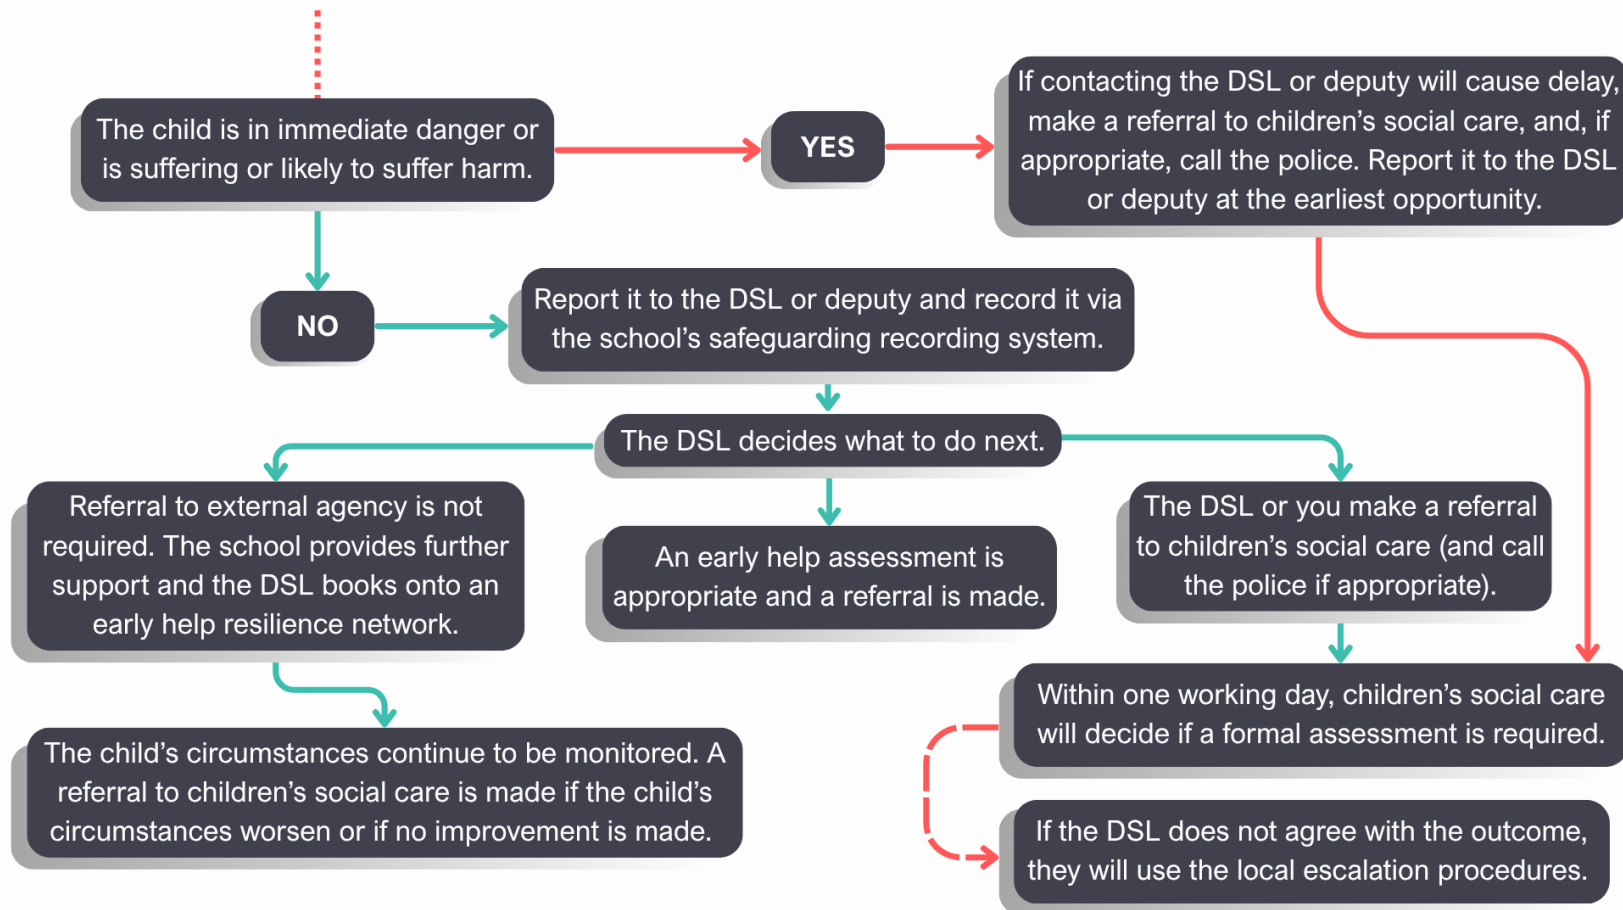 The child is in immediate danger or
is suffering or likely to suffer harm.
YES
If contacting the DSL or deputy will cause delay,
make a referral to children’s social care, and, if
appropriate, call the police. Report it to the DSL
or deputy at the earliest opportunity.
NO
Report it to the DSL or deputy and record it via
the school’s safeguarding recording system.
The DSL decides what to do next.
Referral to external agency is not
required. The school provides further
support and the DSL books onto an
early help resilience network.
An early help assessment is
appropriate and a referral is made.
The DSL or you make a referral
to children’s social care (and call
the police if appropriate).
The child’s circumstances continue to be monitored. A
referral to children’s social care is made if the child’s
circumstances worsen or if no improvement is made.
Within one working day, children’s social care
will decide if a formal assessment is required.
If the DSL does not agree with the outcome,
they will use the local escalation procedures.